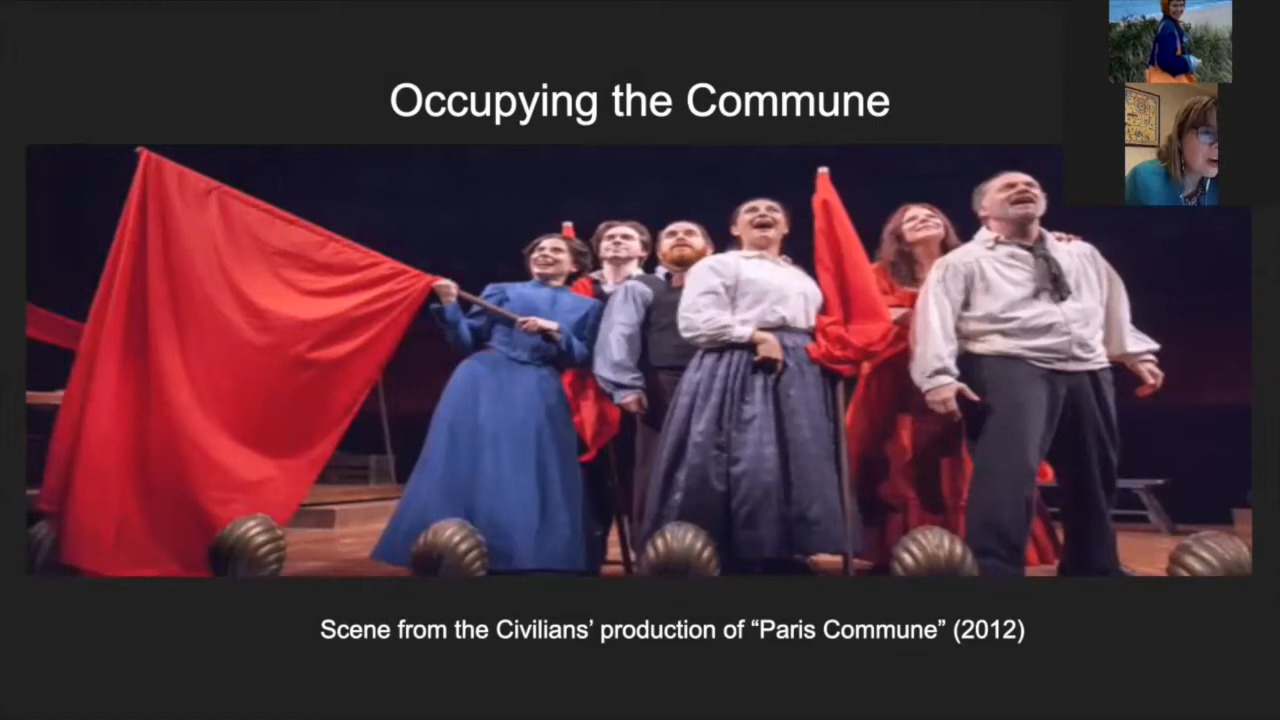 Occupying the Commune
Scene from the Civilians’ production of “Paris Commune” (2012)